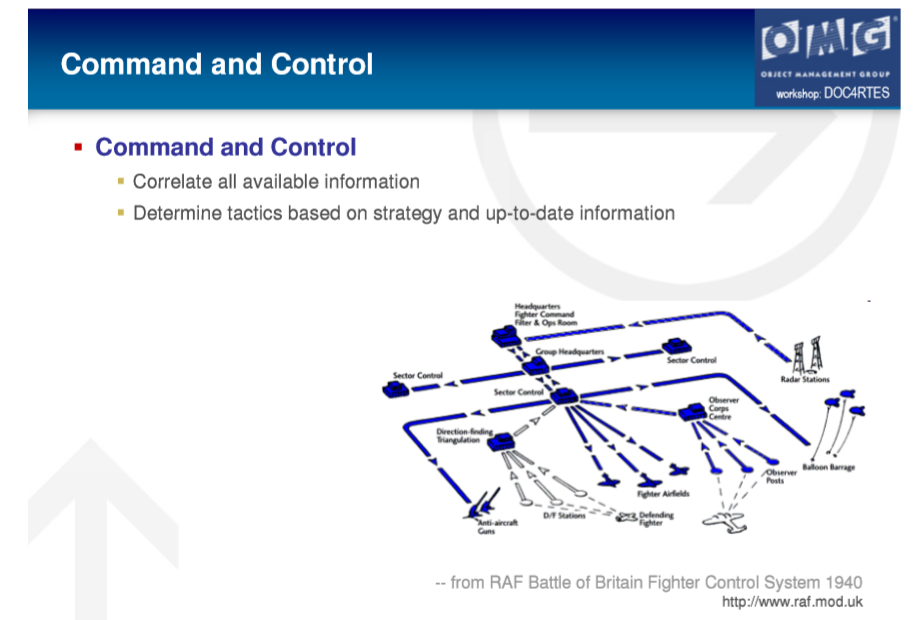 Command and Control
OMG
OBJECT MANAGEMENT GROUP
workshop: DOC4RTES
Command and Control
Correlate all available information
Determine tactics based on strategy and up-to-date information
Headquarters
Fighter Command
Filter & Ops Room
Group Headquarters
Sector Control
Radar Stations
Sector Control
Sector Control
Observer
Corps
Centre
Direction-finding
Triangulation
Balloon Barrage
Observer
Posts
Fighter Airfields
D/F Stations
Defending
Fighter
Anti-aircraft
Guns
-- from RAF Battle of Britain Fighter Control System 1940
http://www.raf.mod.uk